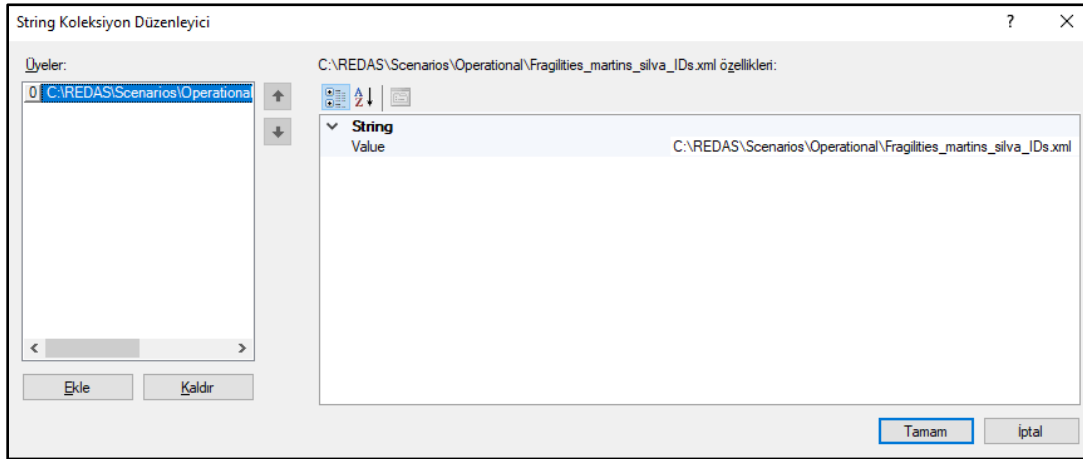 String Koleksiyon Düzenleyici
Üyeler:
0 C:\REDAS\Scenarios\Operational
Ekle
Kaldır
C:\REDAS\Scenarios\Operational\Fragilities_martins_silva_IDs.xml özellikleri:
String
Value C:\REDAS\Scenarios\Operational\Fragilities_martins_silva_IDs.xml
Tamam
İptal